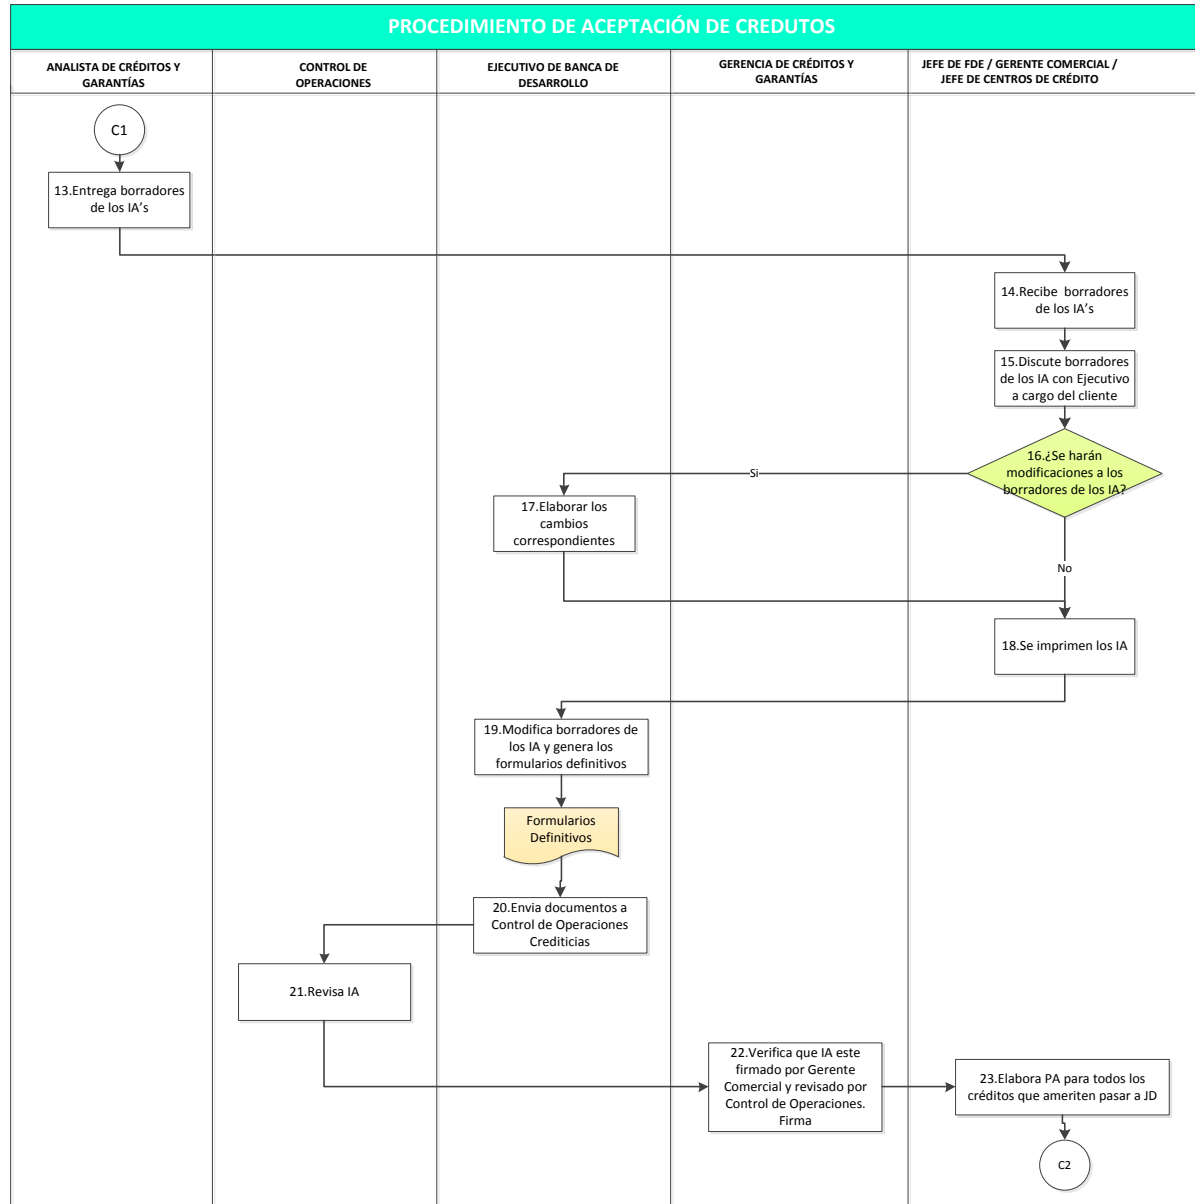 PROCEDIMIENTO DE ACEPTACIÓN DE CREDUTOS
ANALISTA DE CRÉDITOS Y
GARANTÍAS
CONTROL DE
OPERACIONES
EJECUTIVO DE BANCA DE
DESARROLLO
GERENCIA DE CRÉDITOS Y
GARANTÍAS
JEFE DE FDE / GERENTE COMERCIAL /
JEFE DE CENTROS DE CRÉDITO
C1
13.Entrega borradores
de los IA's
14.Recibe borradores
de los IA's
15.Discute borradores
de los IA con Ejecutivo
a cargo del cliente
16.¿Se harán
modificaciones a los
borradores de los IA?
Si
17.Elaborar los
cambios
correspondientes
No
18.Se imprimen los IA
19.Modifica borradores de
los IA y genera los
formularios definitivos
Formularios
Definitivos
20.Envia documentos a
Control de Operaciones
Crediticias
21.Revisa IA
22.Verifica que IA este
firmado por Gerente
Comercial y revisado por
Control de Operaciones.
Firma
23.Elabora PA para todos los
créditos que ameriten pasar a JD
C2